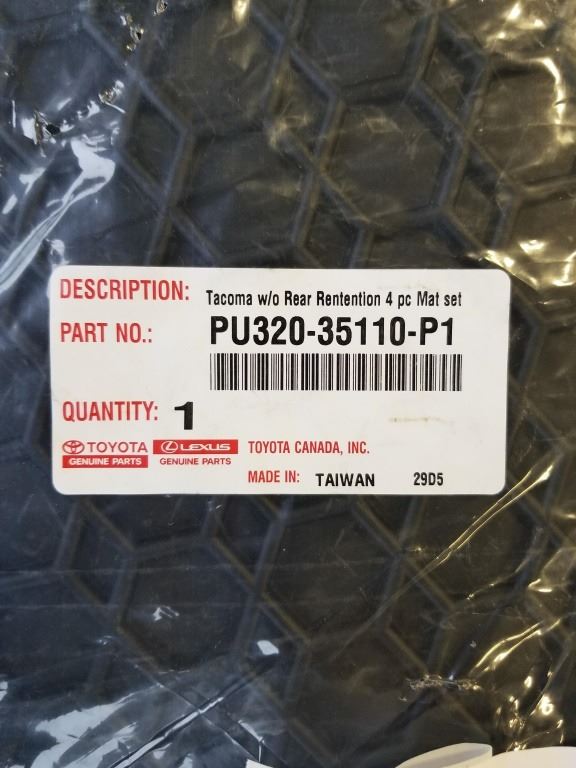 DESCRIPTION: Tacoma w/o Rear Rentention 4 pc Mat set
PART NO.: PU320-35110-P1
QUANTITY: 1
TOYOTA LEXUS TOYOTA CANADA, INC.
GENUINE PARTS GENUINE PARTS
MADE IN: TAIWAN 29D5